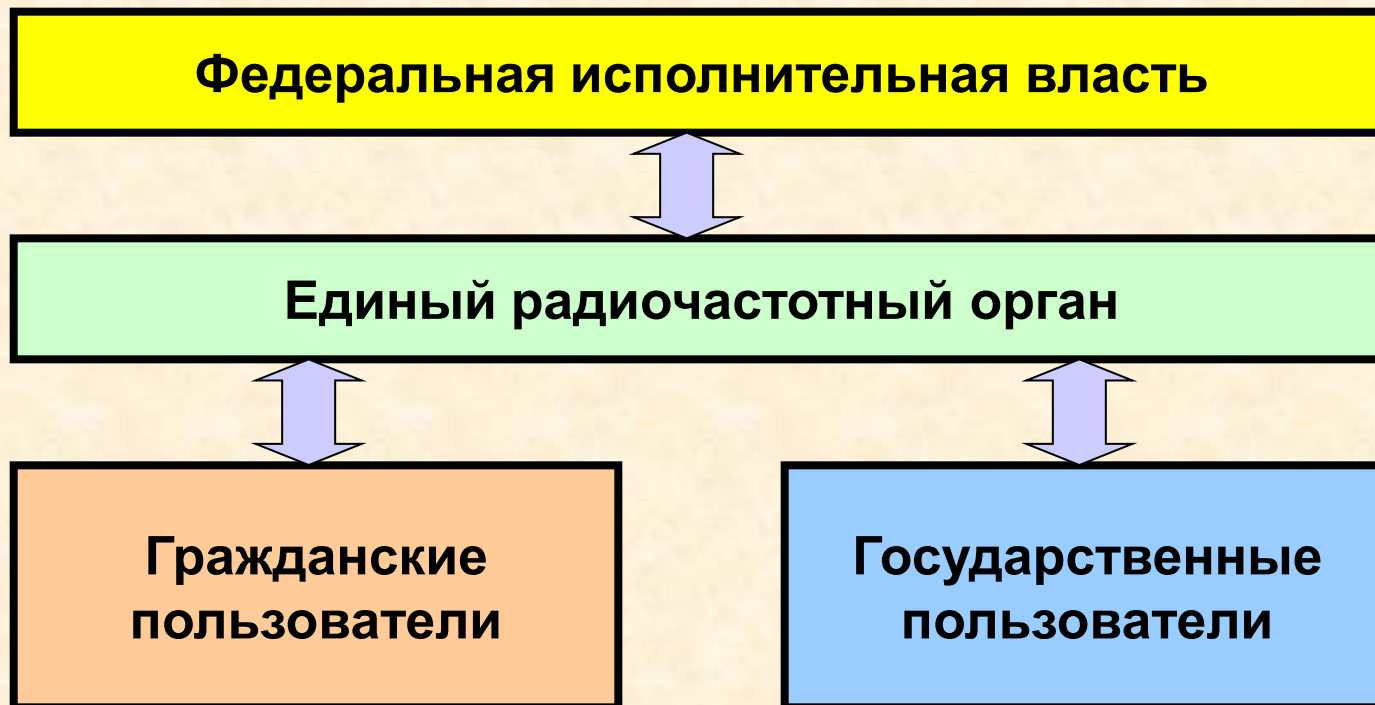 Федеральная исполнительная власть
Единый радиочастотный орган
Гражданские
пользователи
Государственные
пользователи